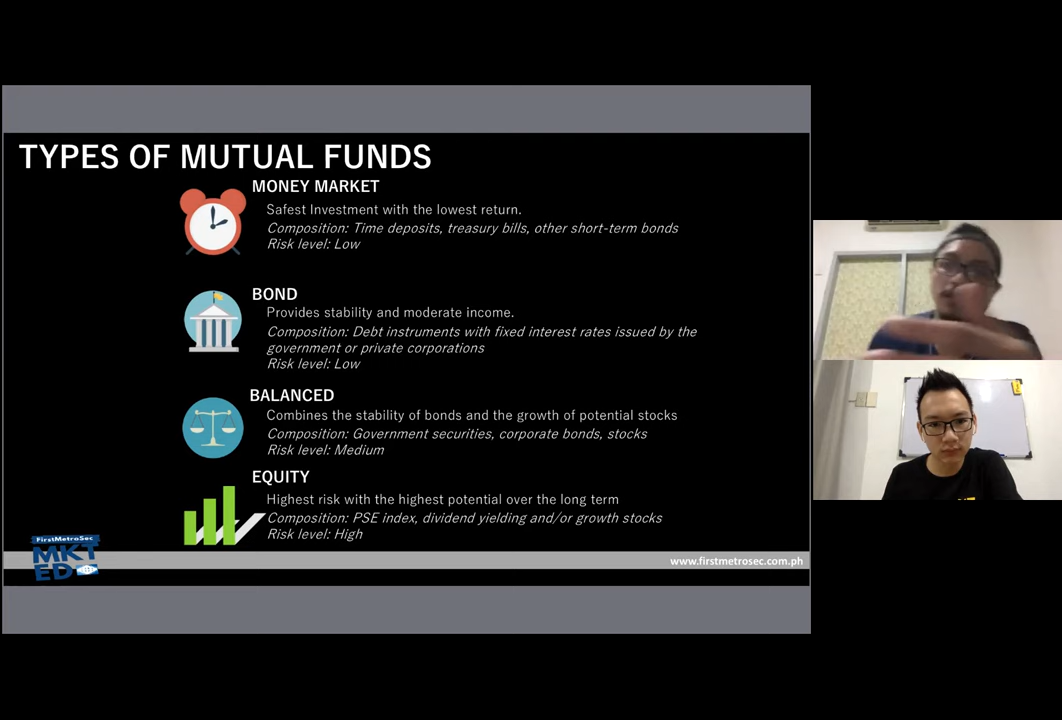 TYPES OF MUTUAL FUNDS
MONEY MARKET
Safest Investment with the lowest return.
Composition: Time deposits, treasury bills, other short-term bonds
Risk level: Low
BOND
Provides stability and moderate income.
Composition: Debt instruments with fixed interest rates issued by the
government or private corporations
Risk level: Low
BALANCED
Combines the stability of bonds and the growth of potential stocks
Composition: Government securities, corporate bonds, stocks
Risk level: Medium
EQUITY
Highest risk with the highest potential over the long term
Composition: PSE index, dividend yielding and/or growth stocks
Risk level: High
FirstMetroSec
MKT
ED
www.firstmetrosec.com.ph